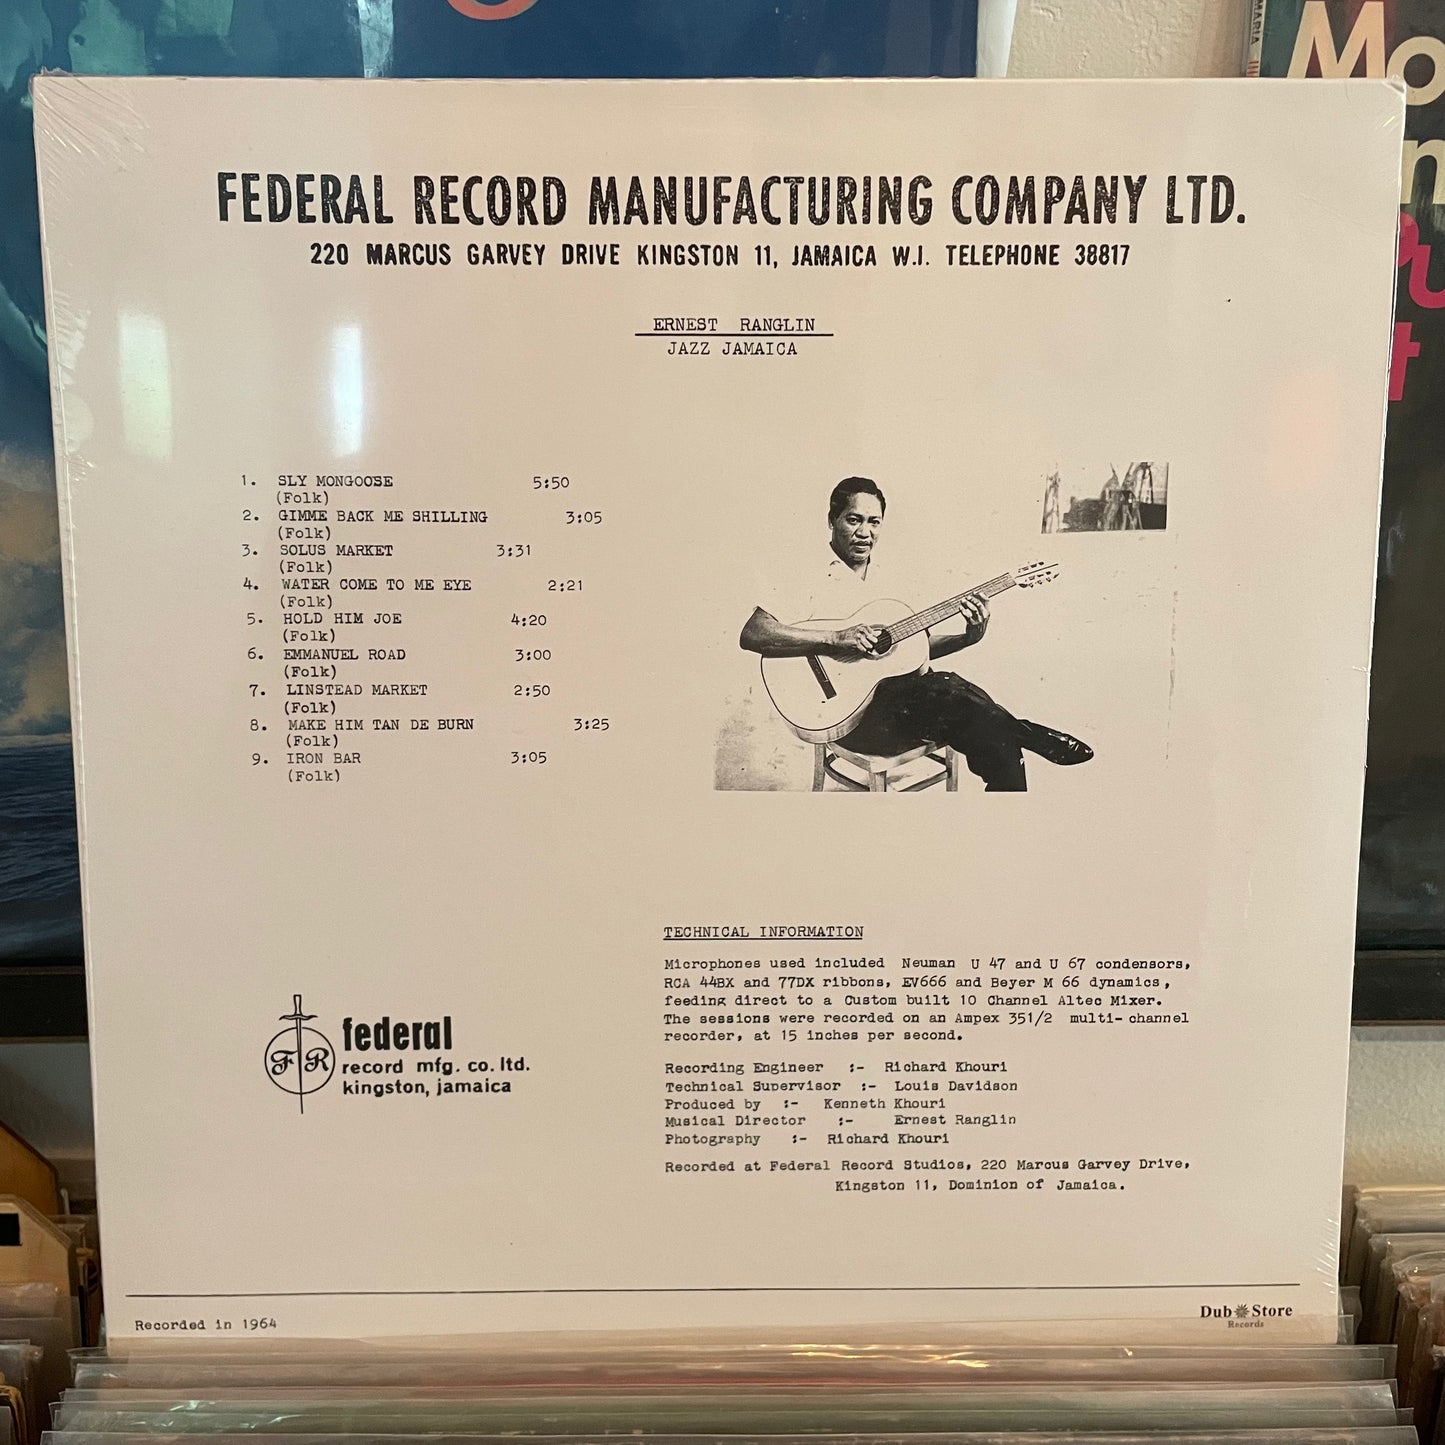 MARIA
Mo
FEDERAL RECORD MANUFACTURING COMPANY LTD.
220 MARCUS GARVEY DRIVE KINGSTON 11, JAMAICA W.I. TELEPHONE 38817
ERNEST RANGLIN
JAZZ JAMAICA
1. SLY MONGOOSE 5:50
(Folk)
2. GIMME BACK ME SHILLING 3:05
(Folk)
3. SOLUS MARKET 3:31
(Folk)
4. WATER COME TO ME EYE 2:21
(Folk)
5. HOLD HIM JOE 4:20
(Folk)
6. EMMANUEL ROAD 3:00
(Folk)
7. LINSTEAD MARKET 2:50
(Folk)
8. MAKE HIM TAN DE BURN 3:25
(Folk)
9. IRON BAR 3:05
(Folk)
TECHNICAL INFORMATION
Microphones used included Neuman U 47 and U 67 condensors,
RCA 44BX and 77DX ribbons, EV666 and Beyer M 66 dynamics,
feeding direct to a Custom built 10 Channel Altec Mixer.
The sessions were recorded on an Ampex 351/2 multi-channel
recorder, at 15 inches per second.
Recording Engineer :- Richard Khouri
Technical Supervisor :- Louis Davidson
Produced by :- Kenneth Khouri
Musical Director :- Ernest Ranglin
Photography :- Richard Khouri
Recorded at Federal Record Studios, 220 Marcus Garvey Drive,
Kingston 11, Dominion of Jamaica.
FR
federal
record mfg. co. ltd.
kingston, jamaica
Recorded in 1964
Dub Store
Records